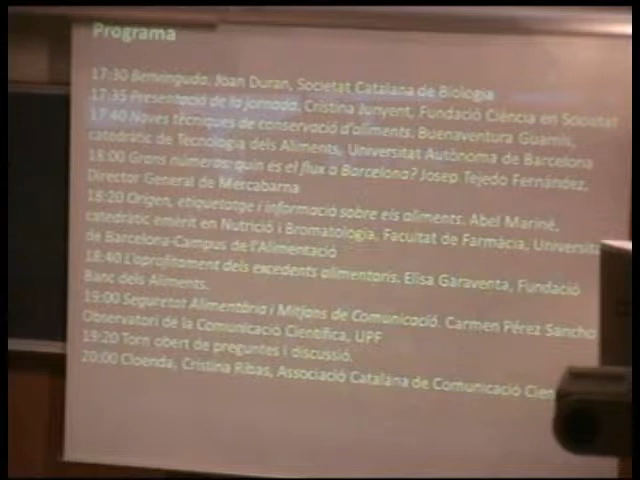 Programa
17:30 Benvinguda. Joan Duran, Societat Catalana de Biologia
17:35 Presentació de la jornada. Cristina Junyent, Fundació Ciència en Societat
17:40 Noves tècniques de conservació d'aliments. Buenaventura Guamis,
catedràtic de Tecnologia dels Aliments, Universitat Autònoma de Barcelona
18:00 Grans números: quin és el flux a Barcelona? Josep Tejedo Fernández,
Director General de Mercabarna
18:20 Origen, etiquetatge i informació sobre els aliments. Abel Mariné,
catedràtic emèrit en Nutrició i Bromatologia, Facultat de Farmàcia, Universita
de Barcelona-Campus de l'Alimentació
18:40 L'aprofitament dels excedents alimentaris. Elisa Garaventa, Fundació
Banc dels Aliments.
19:00 Seguretat Alimentària i Mitjans de Comunicació. Carmen Pérez Sancho
Observatori de la Comunicació Científica, UPF
19:20 Torn obert de preguntes i discussió.
20:00 Cloenda, Cristina Ribas, Associació Catalana de Comunicació Cien